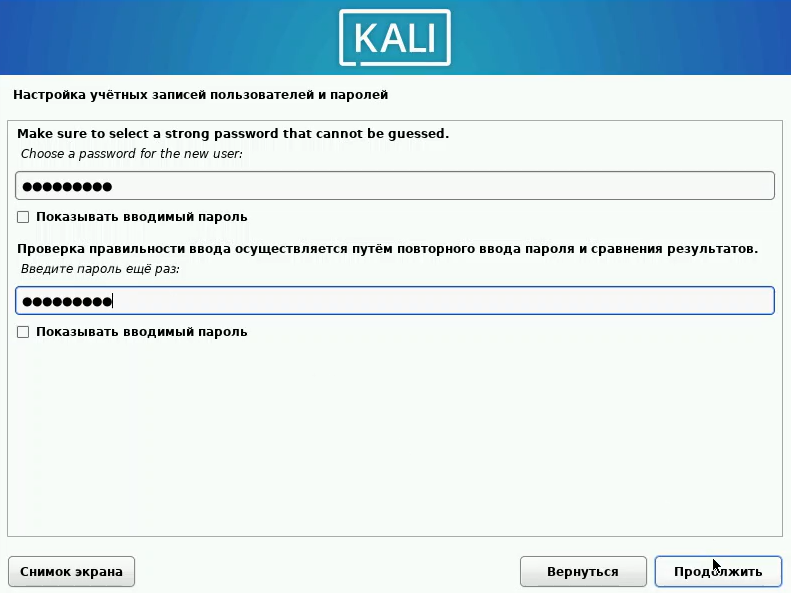 KALI
Настройка учётных записей пользователей и паролей
Make sure to select a strong password that cannot be guessed.
Choose a password for the new user:
●●●●●●●●●
Показывать вводимый пароль
Проверка правильности ввода осуществляется путём повторного ввода пароля и сравнения результатов.
Введите пароль ещё раз:
●●●●●●●●●
Показывать вводимый пароль
Снимок экрана
Вернуться
Продолжить